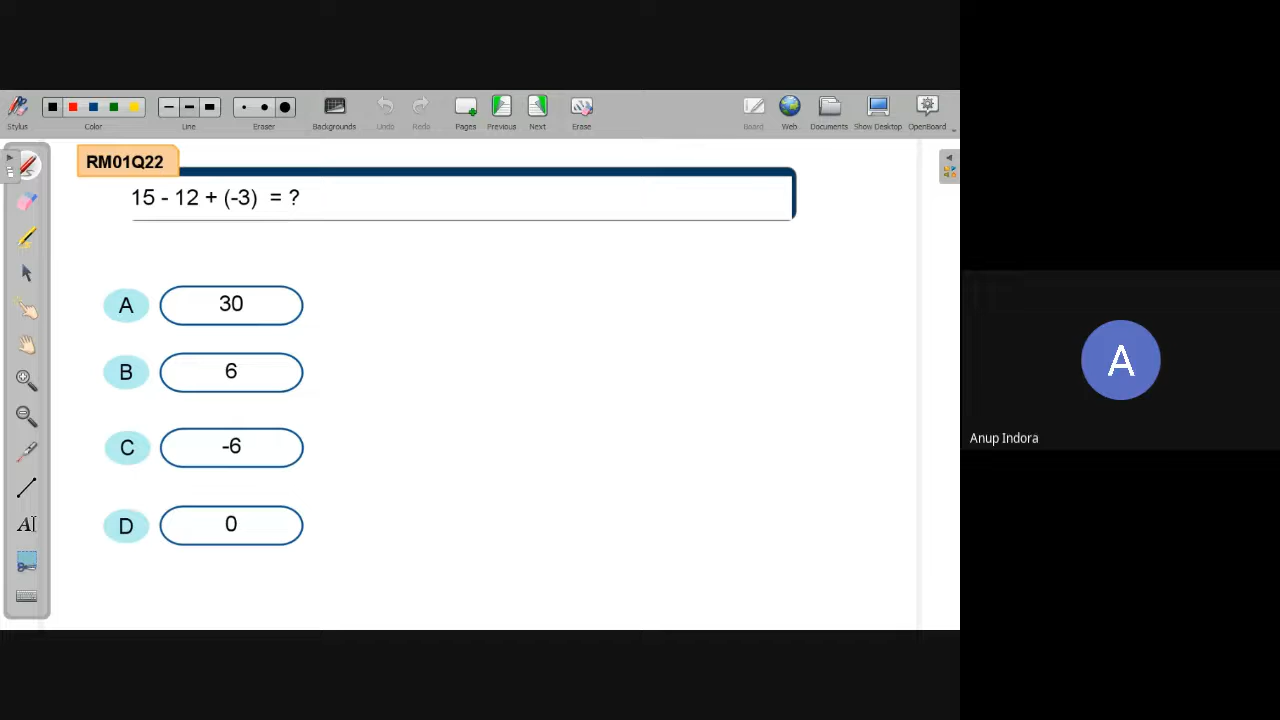 Stylus
Color
Line
Eraser
Backgrounds
Undo
Redo
Pages
Previous
Next
Erase
Board
Web
Documents
Show Desktop
OpenBoard
RM01Q22
15 - 12 + (-3) = ?
A 30
B 6
C -6
D 0
A
Anup Indora